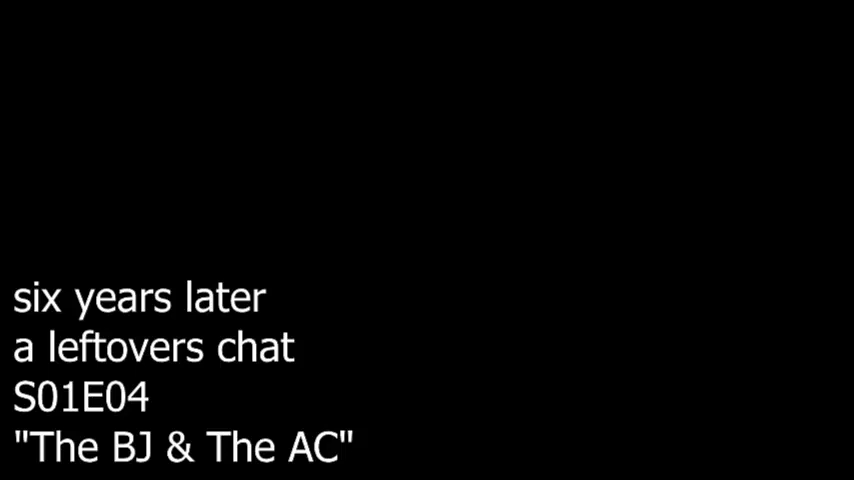 six years later
a leftovers chat
S01E04
"The BJ & The AC"